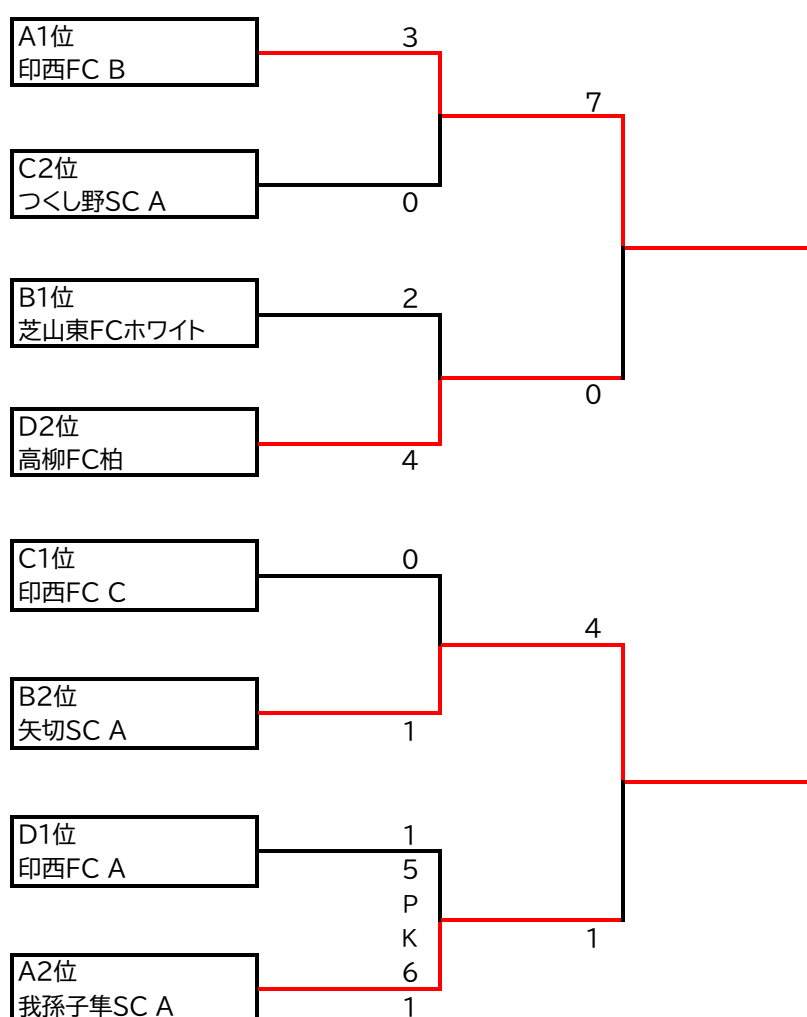 A1位
印西FC B
3
7
C2位
つくし野SC A
0
B1位
芝山東FCホワイト
2
0
D2位
高柳FC柏
4
C1位
印西FC C
0
4
B2位
矢切SC A
1
D1位
印西FC A
1
5
P
K
6
1
1
A2位
我孫子隼SC A